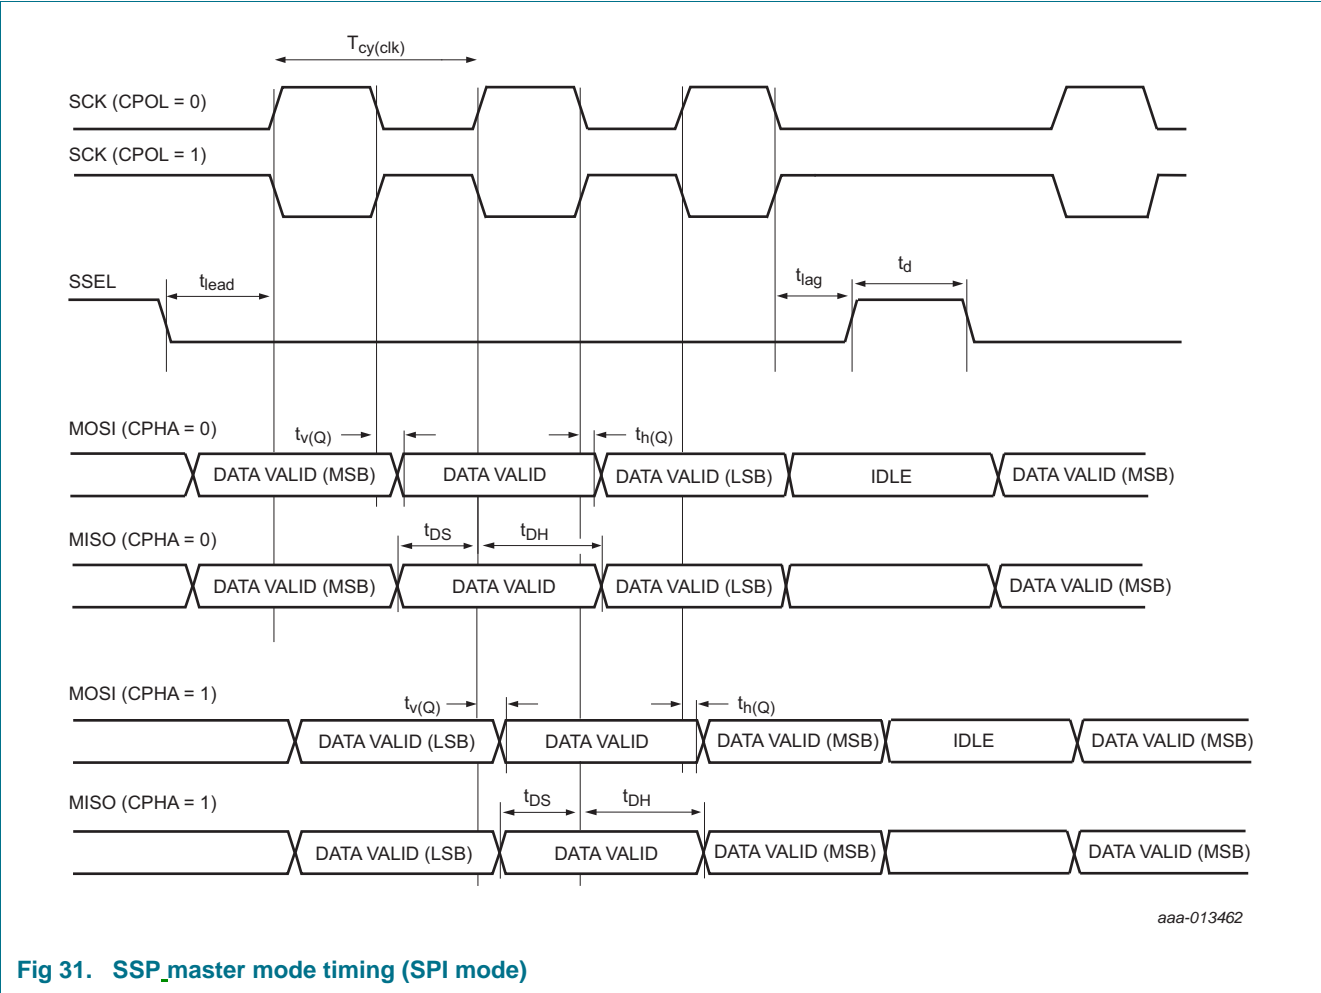 Tcy(clk)
SCK (CPOL = 0)
SCK (CPOL = 1)
SSEL
tlead
tlag
td
MOSI (CPHA = 0)
tv(Q)
th(Q)
DATA VALID (MSB)
DATA VALID
DATA VALID (LSB)
IDLE
DATA VALID (MSB)
MISO (CPHA = 0)
tDS
tDH
DATA VALID (MSB)
DATA VALID
DATA VALID (LSB)
DATA VALID (MSB)
MOSI (CPHA = 1)
tv(Q)
th(Q)
DATA VALID (LSB)
DATA VALID
DATA VALID (MSB)
IDLE
DATA VALID (MSB)
MISO (CPHA = 1)
tDS
tDH
DATA VALID (LSB)
DATA VALID
DATA VALID (MSB)
DATA VALID (MSB)
aaa-013462
Fig 31. SSP master mode timing (SPI mode)